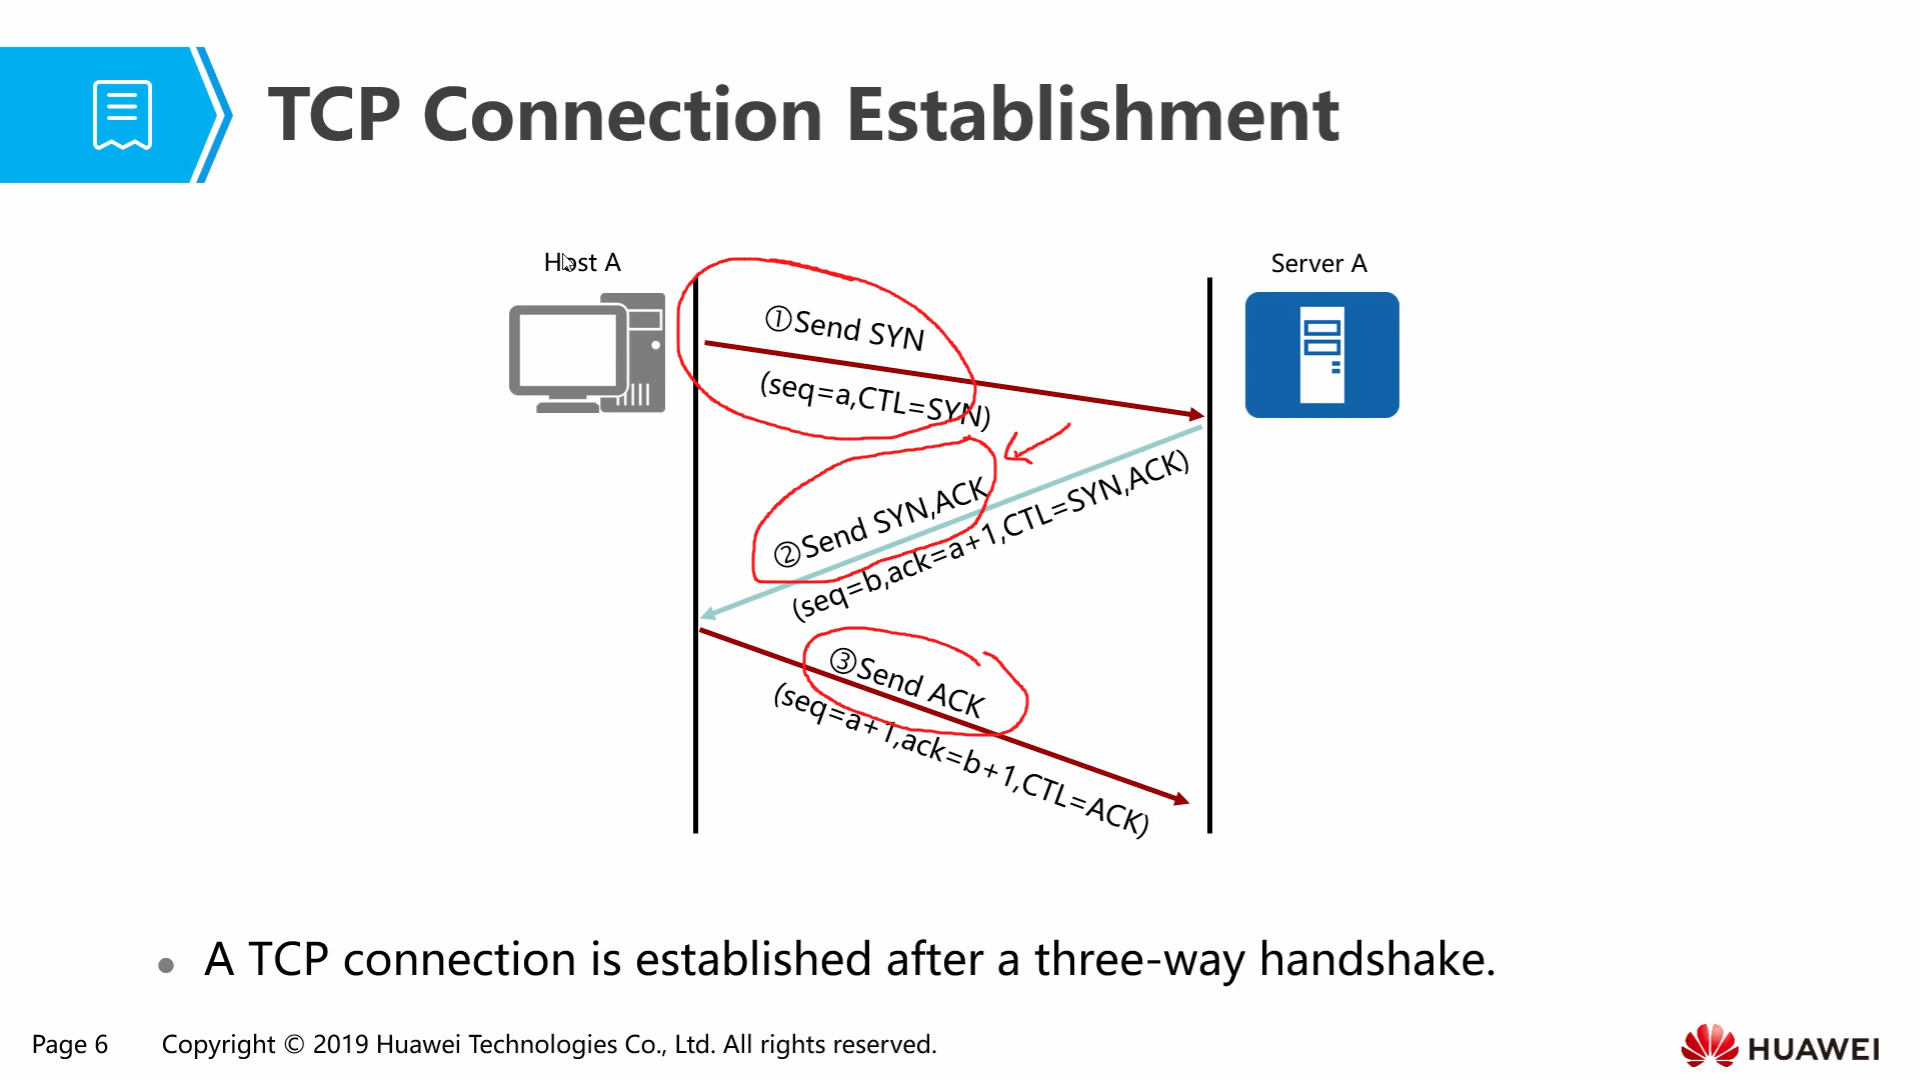 TCP Connection Establishment
Host A
Server A
①Send SYN
(seq=a,CTL=SYN)
②Send SYN,ACK
(seq=b,ack=a+1,CTL=SYN,ACK)
③Send ACK
(seq=a+1,ack=b+1,CTL=ACK)
• A TCP connection is established after a three-way handshake.
Page 6 Copyright © 2019 Huawei Technologies Co., Ltd. All rights reserved.
HUAWEI